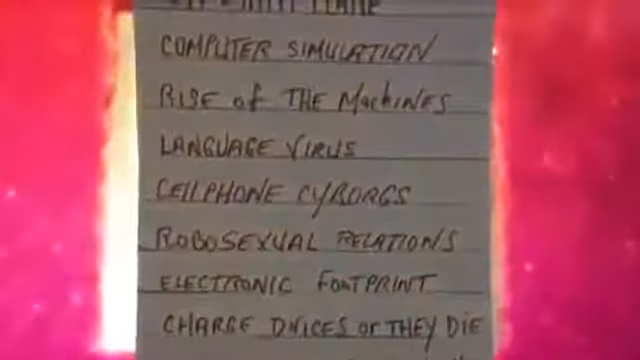 COMPUTER SIMULATION
RISE of THE MACHINES
LANGUAGE VIRUS
CELLPHONE CYBORGS
ROBOSEXUAL RELATIONS
ELECTRONIC FOOTPRINT
CHARGE DVICES OR THEY DIE